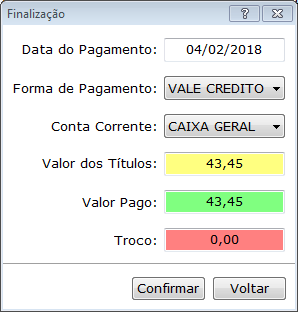 Finalização
Data do Pagamento: 04/02/2018
Forma de Pagamento: VALE CREDITO
Conta Corrente: CAIXA GERAL
Valor dos Títulos: 43,45
Valor Pago: 43,45
Troco: 0,00
Confirmar Voltar